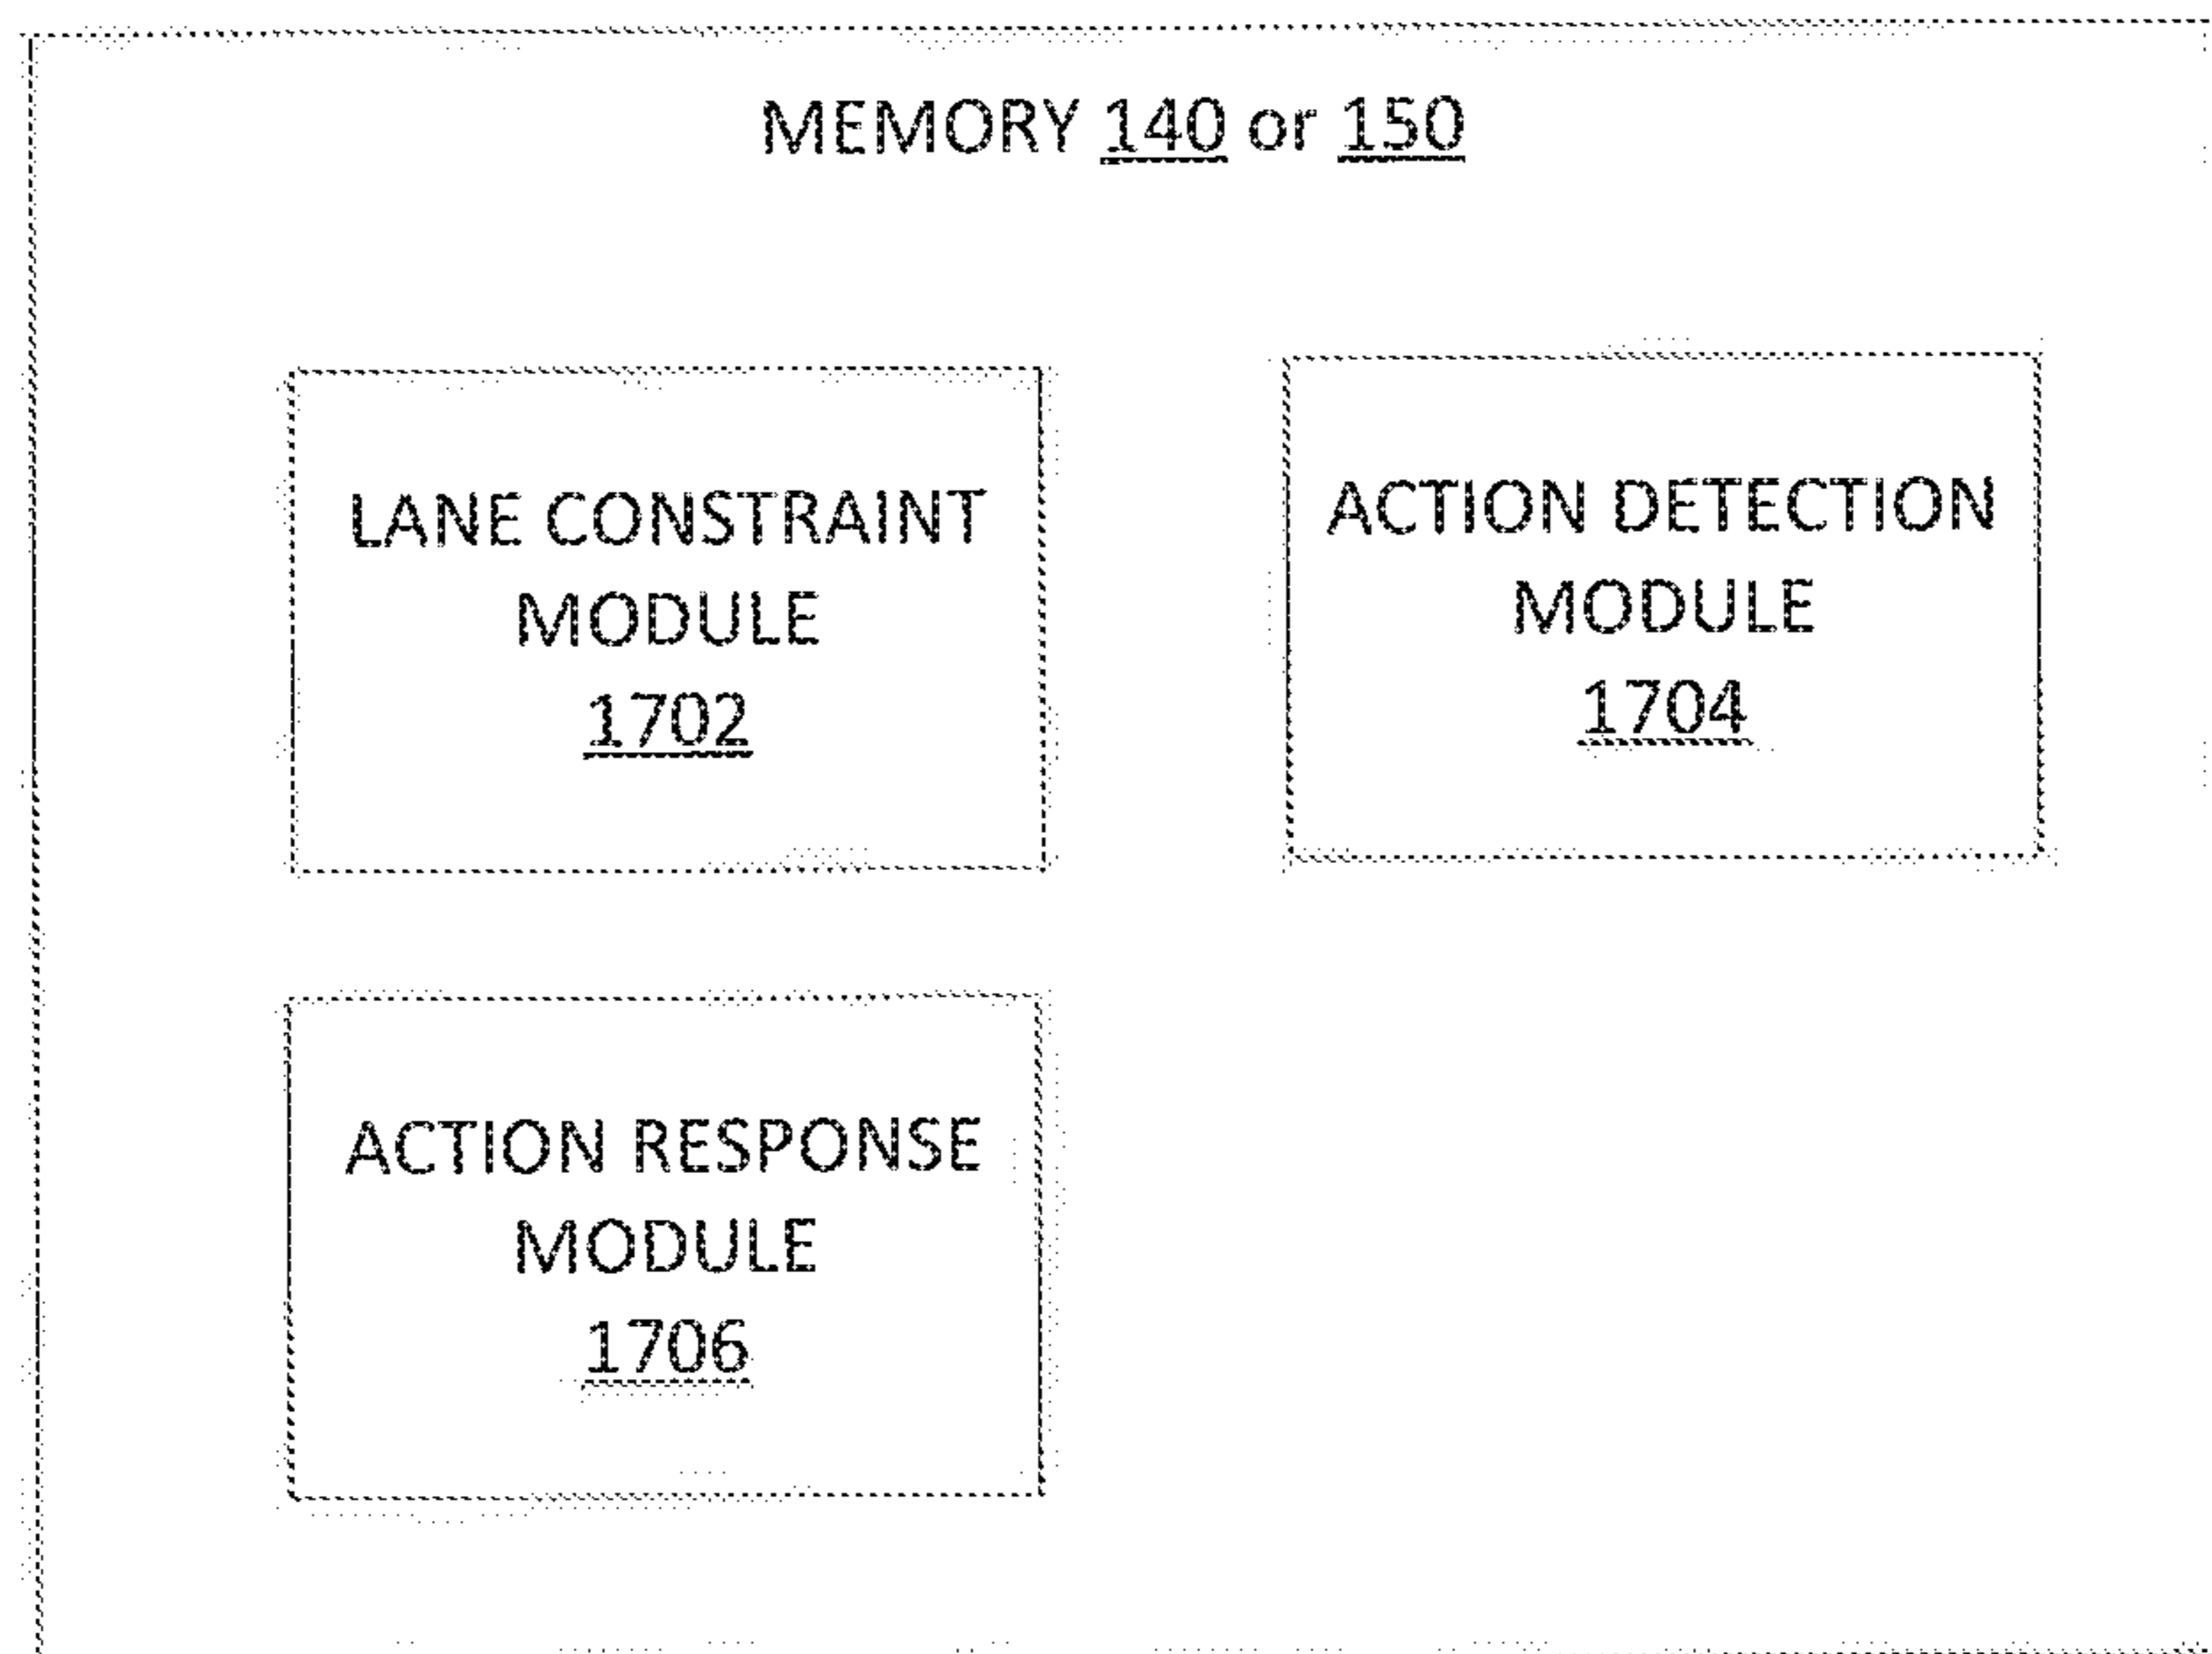 MEMORY 140 or 150
LANE CONSTRAINT
MODULE
1702
ACTION DETECTION
MODULE
1704
ACTION RESPONSE
MODULE
1706